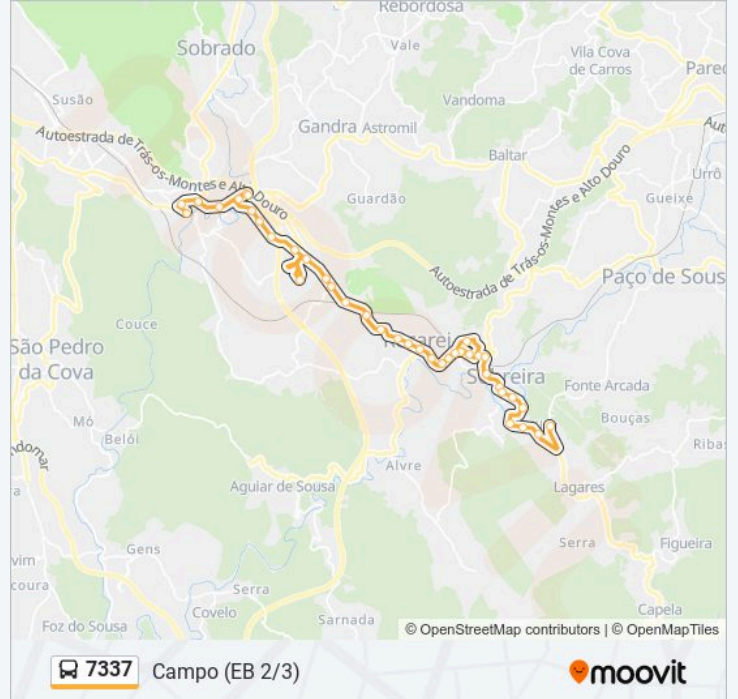 Rebordosa
Sobrado
Vale
Vila Cova
de Carros
Susão
Vandoma
Autoestrada de Trás-os-Montes e Alto Douro
Gandra
Astromil
Baltar
Urrô
Guardão
Gueixe
Autoestrada de Trás-os-Montes e Alto Douro
Paço de Sous
Couce
São Pedro
da Cova
Fonte Arcada
Mó
Bouças
Belói
Ribas
ndomar
Alvre
Aguiar de Sousa
Lagares
Gens
Serra
Figueira
vim
coura
Serra
Covelo
Capela
Foz do Sousa
Sarnada
© OpenStreetMap contributors | © OpenMapTiles
7337
Campo (EB 2/3)
moovit